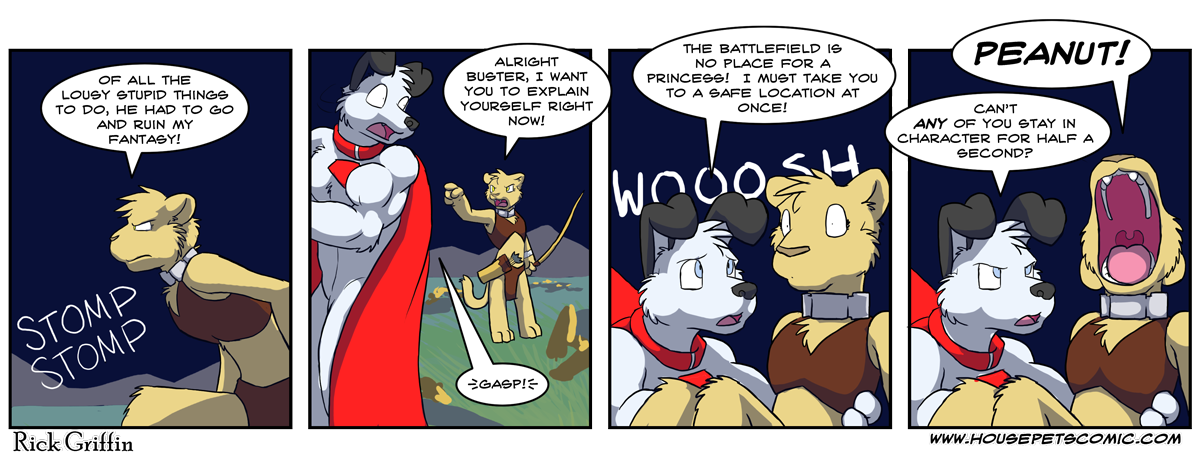 OF ALL THE
LOUSY STUPID THINGS
TO DO, HE HAD TO GO
AND RUIN MY
FANTASY!
STOMP
STOMP
ALRIGHT
BUSTER, I WANT
YOU TO EXPLAIN
YOURSELF RIGHT
NOW!
GASP!
THE BATTLEFIELD IS
NO PLACE FOR A
PRINCESS! I MUST TAKE YOU
TO A SAFE LOCATION AT
ONCE!
WOOOSH
PEANUT!
CAN'T
ANY OF YOU STAY IN
CHARACTER FOR HALF A
SECOND?
Rick Griffin
WWW.HOUSEPETSCOMIC.COM